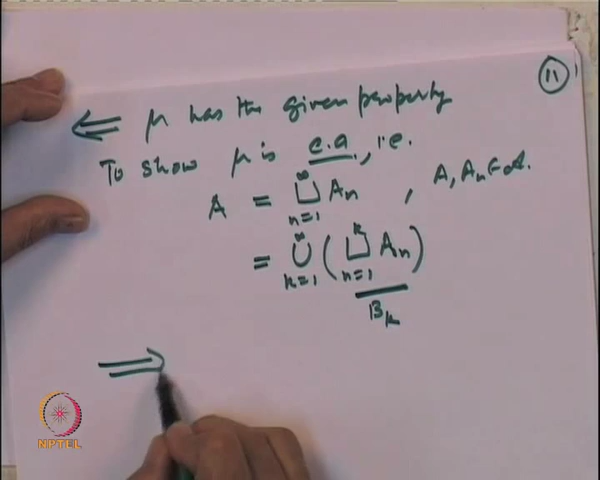 11
⇐ μ has the given property
To show μ is c.a, i.e.
A = ⨆_{n=1}^{∞} A_n , A, A_n ∈ 𝒜.
= ⋃_{k=1}^{∞} (⨆_{n=1}^{k} A_n)
B_k
⇒
NPTEL